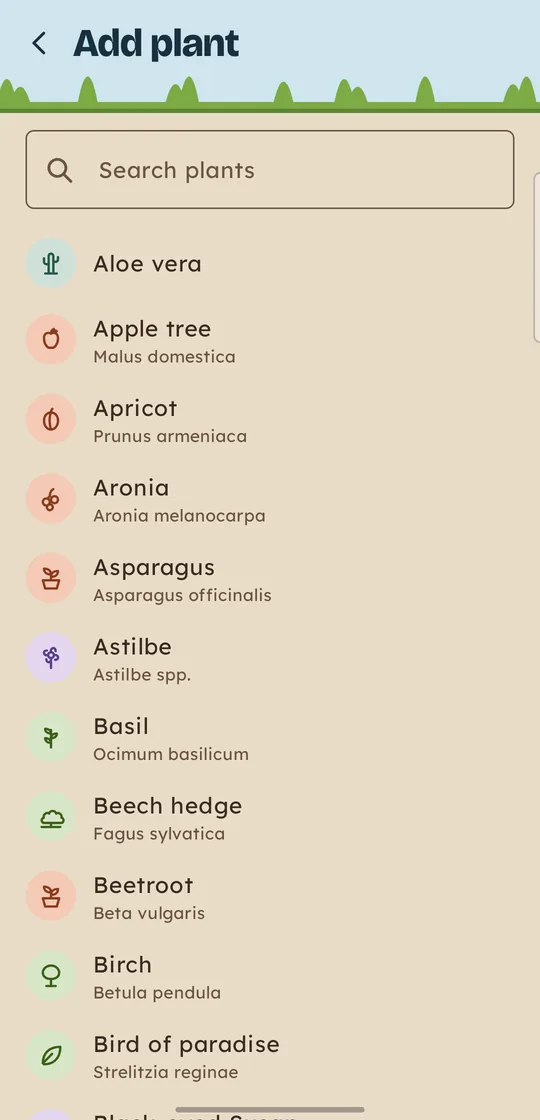 Add plant
Search plants
Aloe vera
Apple tree
Malus domestica
Apricot
Prunus armeniaca
Aronia
Aronia melanocarpa
Asparagus
Asparagus officinalis
Astilbe
Astilbe spp.
Basil
Ocimum basilicum
Beech hedge
Fagus sylvatica
Beetroot
Beta vulgaris
Birch
Betula pendula
Bird of paradise
Strelitzia reginae